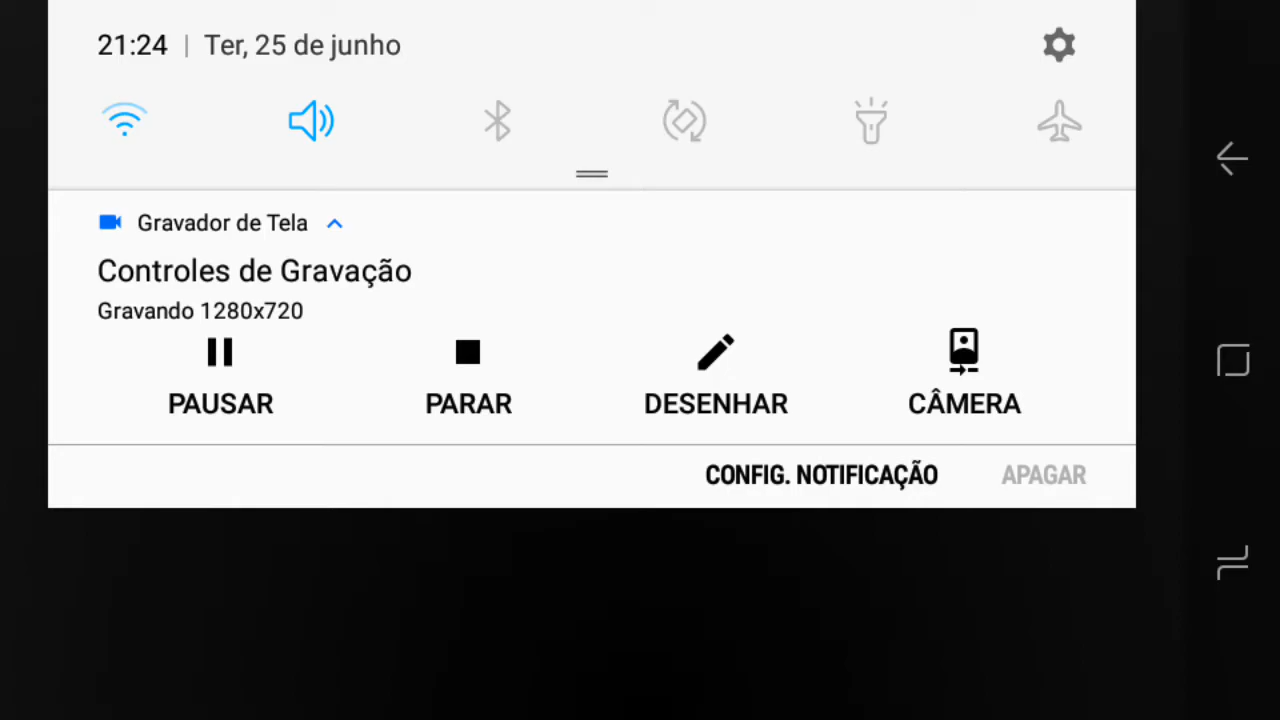 21:24 | Ter, 25 de junho
Gravador de Tela
Controles de Gravação
Gravando 1280x720
PAUSAR PARAR DESENHAR CÂMERA
CONFIG. NOTIFICAÇÃO APAGAR